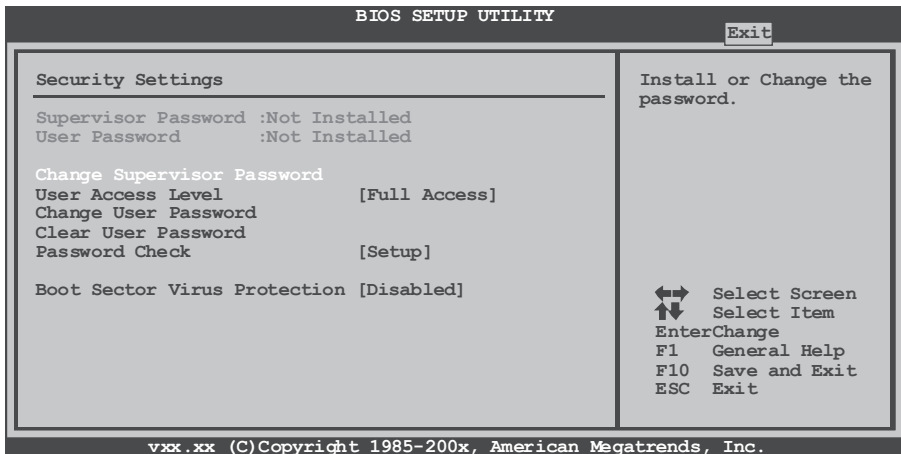 BIOS SETUP UTILITY
Exit
Security Settings
Supervisor Password :Not Installed
User Password :Not Installed
Change Supervisor Password
User Access Level [Full Access]
Change User Password
Clear User Password
Password Check [Setup]
Boot Sector Virus Protection [Disabled]
Install or Change the
password.
Select Screen
Select Item
EnterChange
F1 General Help
F10 Save and Exit
ESC Exit
vxx.xx (C)Copyright 1985-200x, American Megatrends, Inc.